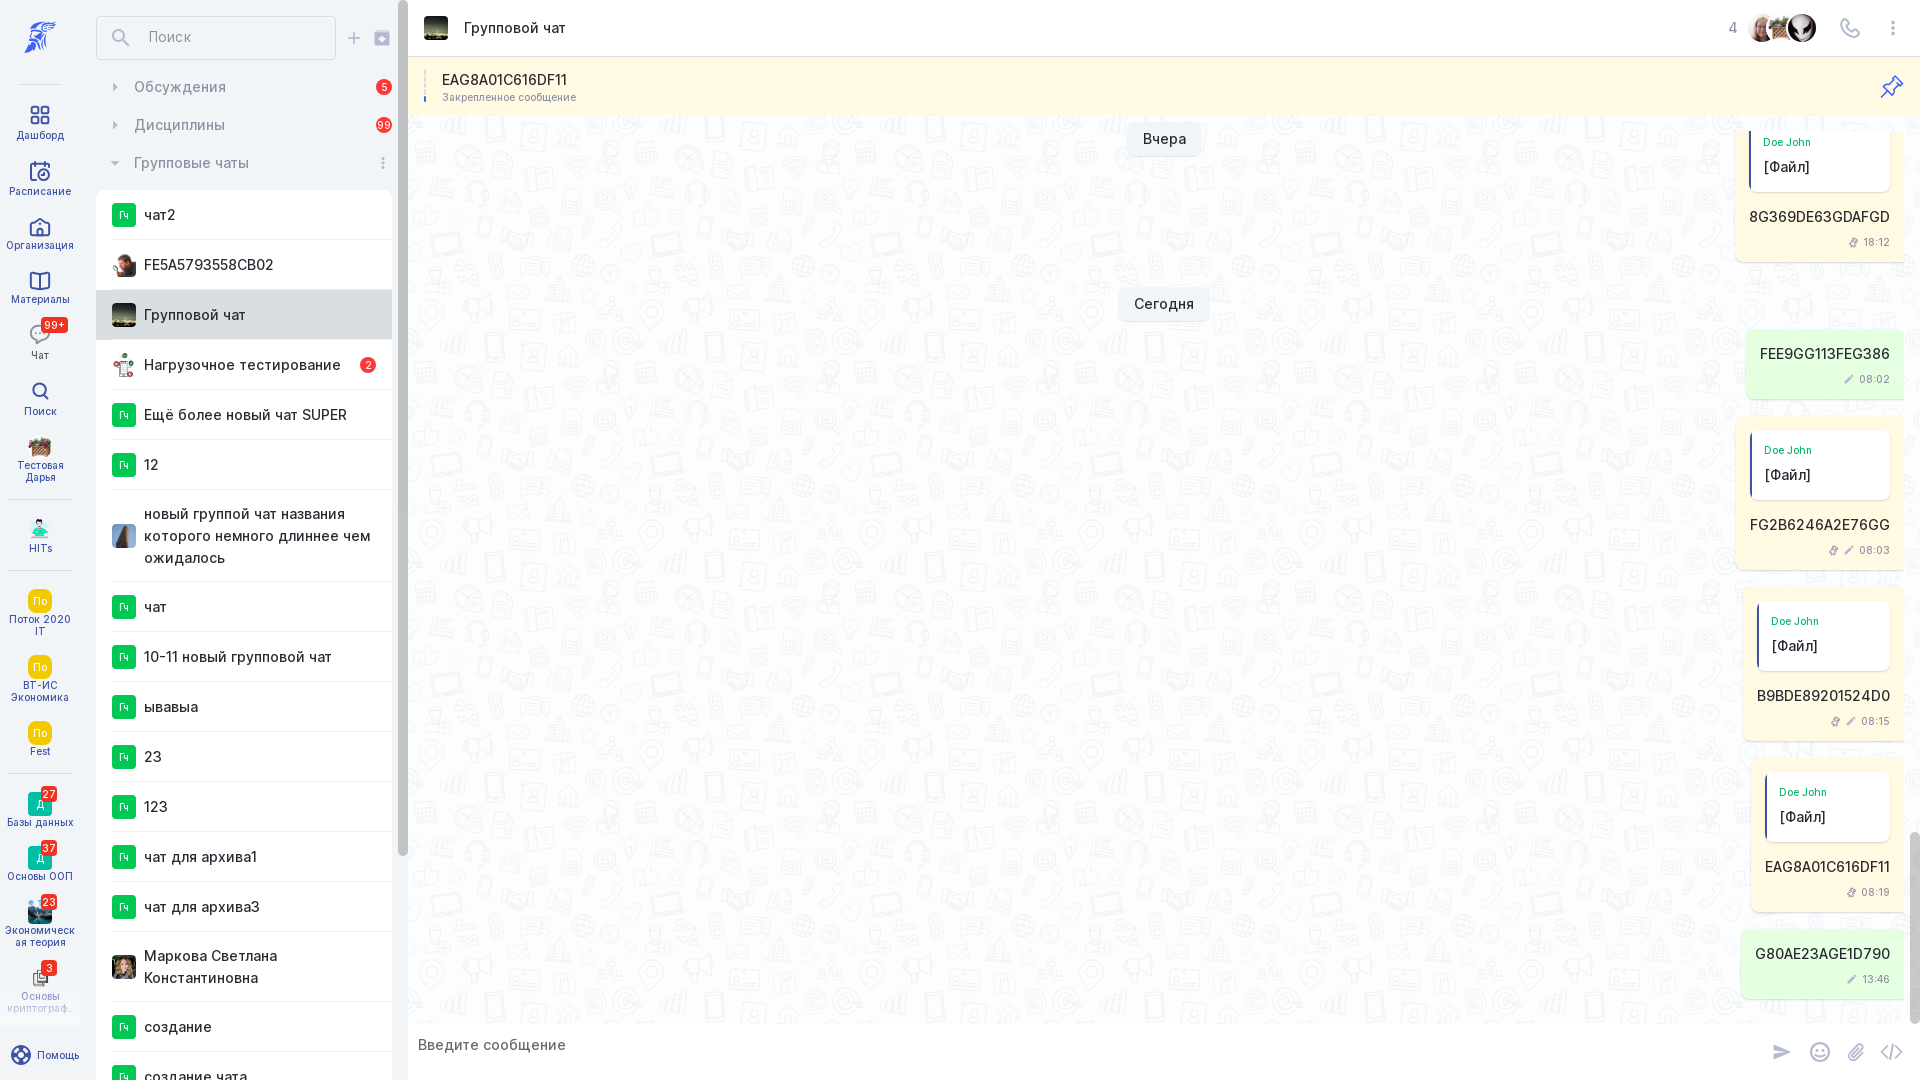 Дашборд
Расписание
Организация
Материалы
99+
Чат
Поиск
Тестовая
Дарья
HITs
По
Поток 2020
IT
По
ВТ-ИС
Экономика
По
Fest
27
Д
Базы данных
37
Д
Основы ООП
23
Экономическ
ая теория
3
Основы
криптограф...
Помощь
Поиск
Обсуждения
5
Дисциплины
99
Групповые чаты
Гч
чат2
FE5A5793558CB02
Групповой чат
Нагрузочное тестирование
2
Гч
Ещё более новый чат SUPER
Гч
12
новый группой чат названия
которого немного длиннее чем
ожидалось
Гч
чат
Гч
10-11 новый групповой чат
Гч
ывавыа
Гч
23
Гч
123
Гч
чат для архива1
Гч
чат для архива3
Маркова Светлана
Константиновна
Гч
создание
Гч
создание чата
Групповой чат
4
EAG8A01C616DF11
Закрепленное сообщение
Вчера
Doe John
[Файл]
8G369DE63GDAFGD
18:12
Сегодня
FEE9GG113FEG386
08:02
Doe John
[Файл]
FG2B6246A2E76GG
08:03
Doe John
[Файл]
B9BDE89201524D0
08:15
Doe John
[Файл]
EAG8A01C616DF11
08:19
G80AE23AGE1D790
13:46
Введите сообщение